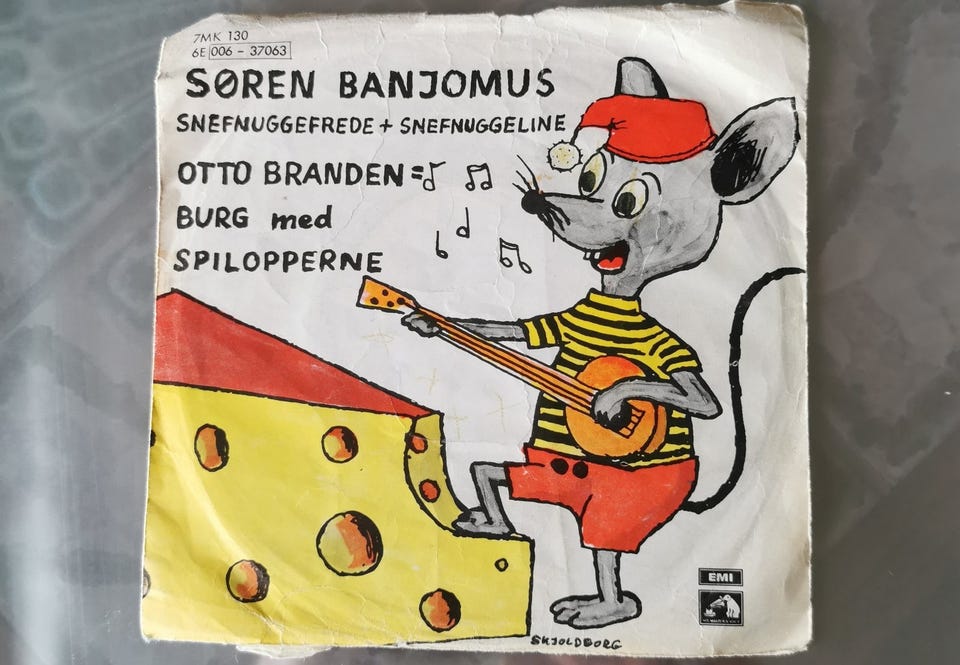 7MK 130
6E 006 - 37063
SØREN BANJOMUS
SNEFNUGGEFREDE + SNEFNUGGELINE
OTTO BRANDEN=
BURG med
SPILOPPERNE
EMI
SKJOLDBORG